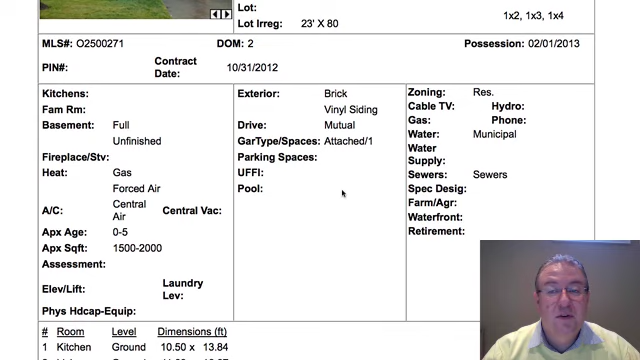 Lot:
Lot Irreg: 23' X 80
1x2, 1x3, 1x4
MLS#: O2500271 DOM: 2 Possession: 02/01/2013
PIN#: Contract Date: 10/31/2012
Kitchens:
Fam Rm:
Basement: Full
Unfinished
Fireplace/Stv:
Heat: Gas
Forced Air
A/C: Central Air Central Vac:
Apx Age: 0-5
Apx Sqft: 1500-2000
Assessment:
Elev/Lift: Laundry Lev:
Phys Hdcap-Equip:
Exterior: Brick
Vinyl Siding
Drive: Mutual
GarType/Spaces: Attached/1
Parking Spaces:
UFFI:
Pool:
Zoning: Res.
Cable TV: Hydro:
Gas: Phone:
Water: Municipal
Water
Supply:
Sewers: Sewers
Spec Desig:
Farm/Agr:
Waterfront:
Retirement:
# Room Level Dimensions (ft)
1 Kitchen Ground 10.50 x 13.84